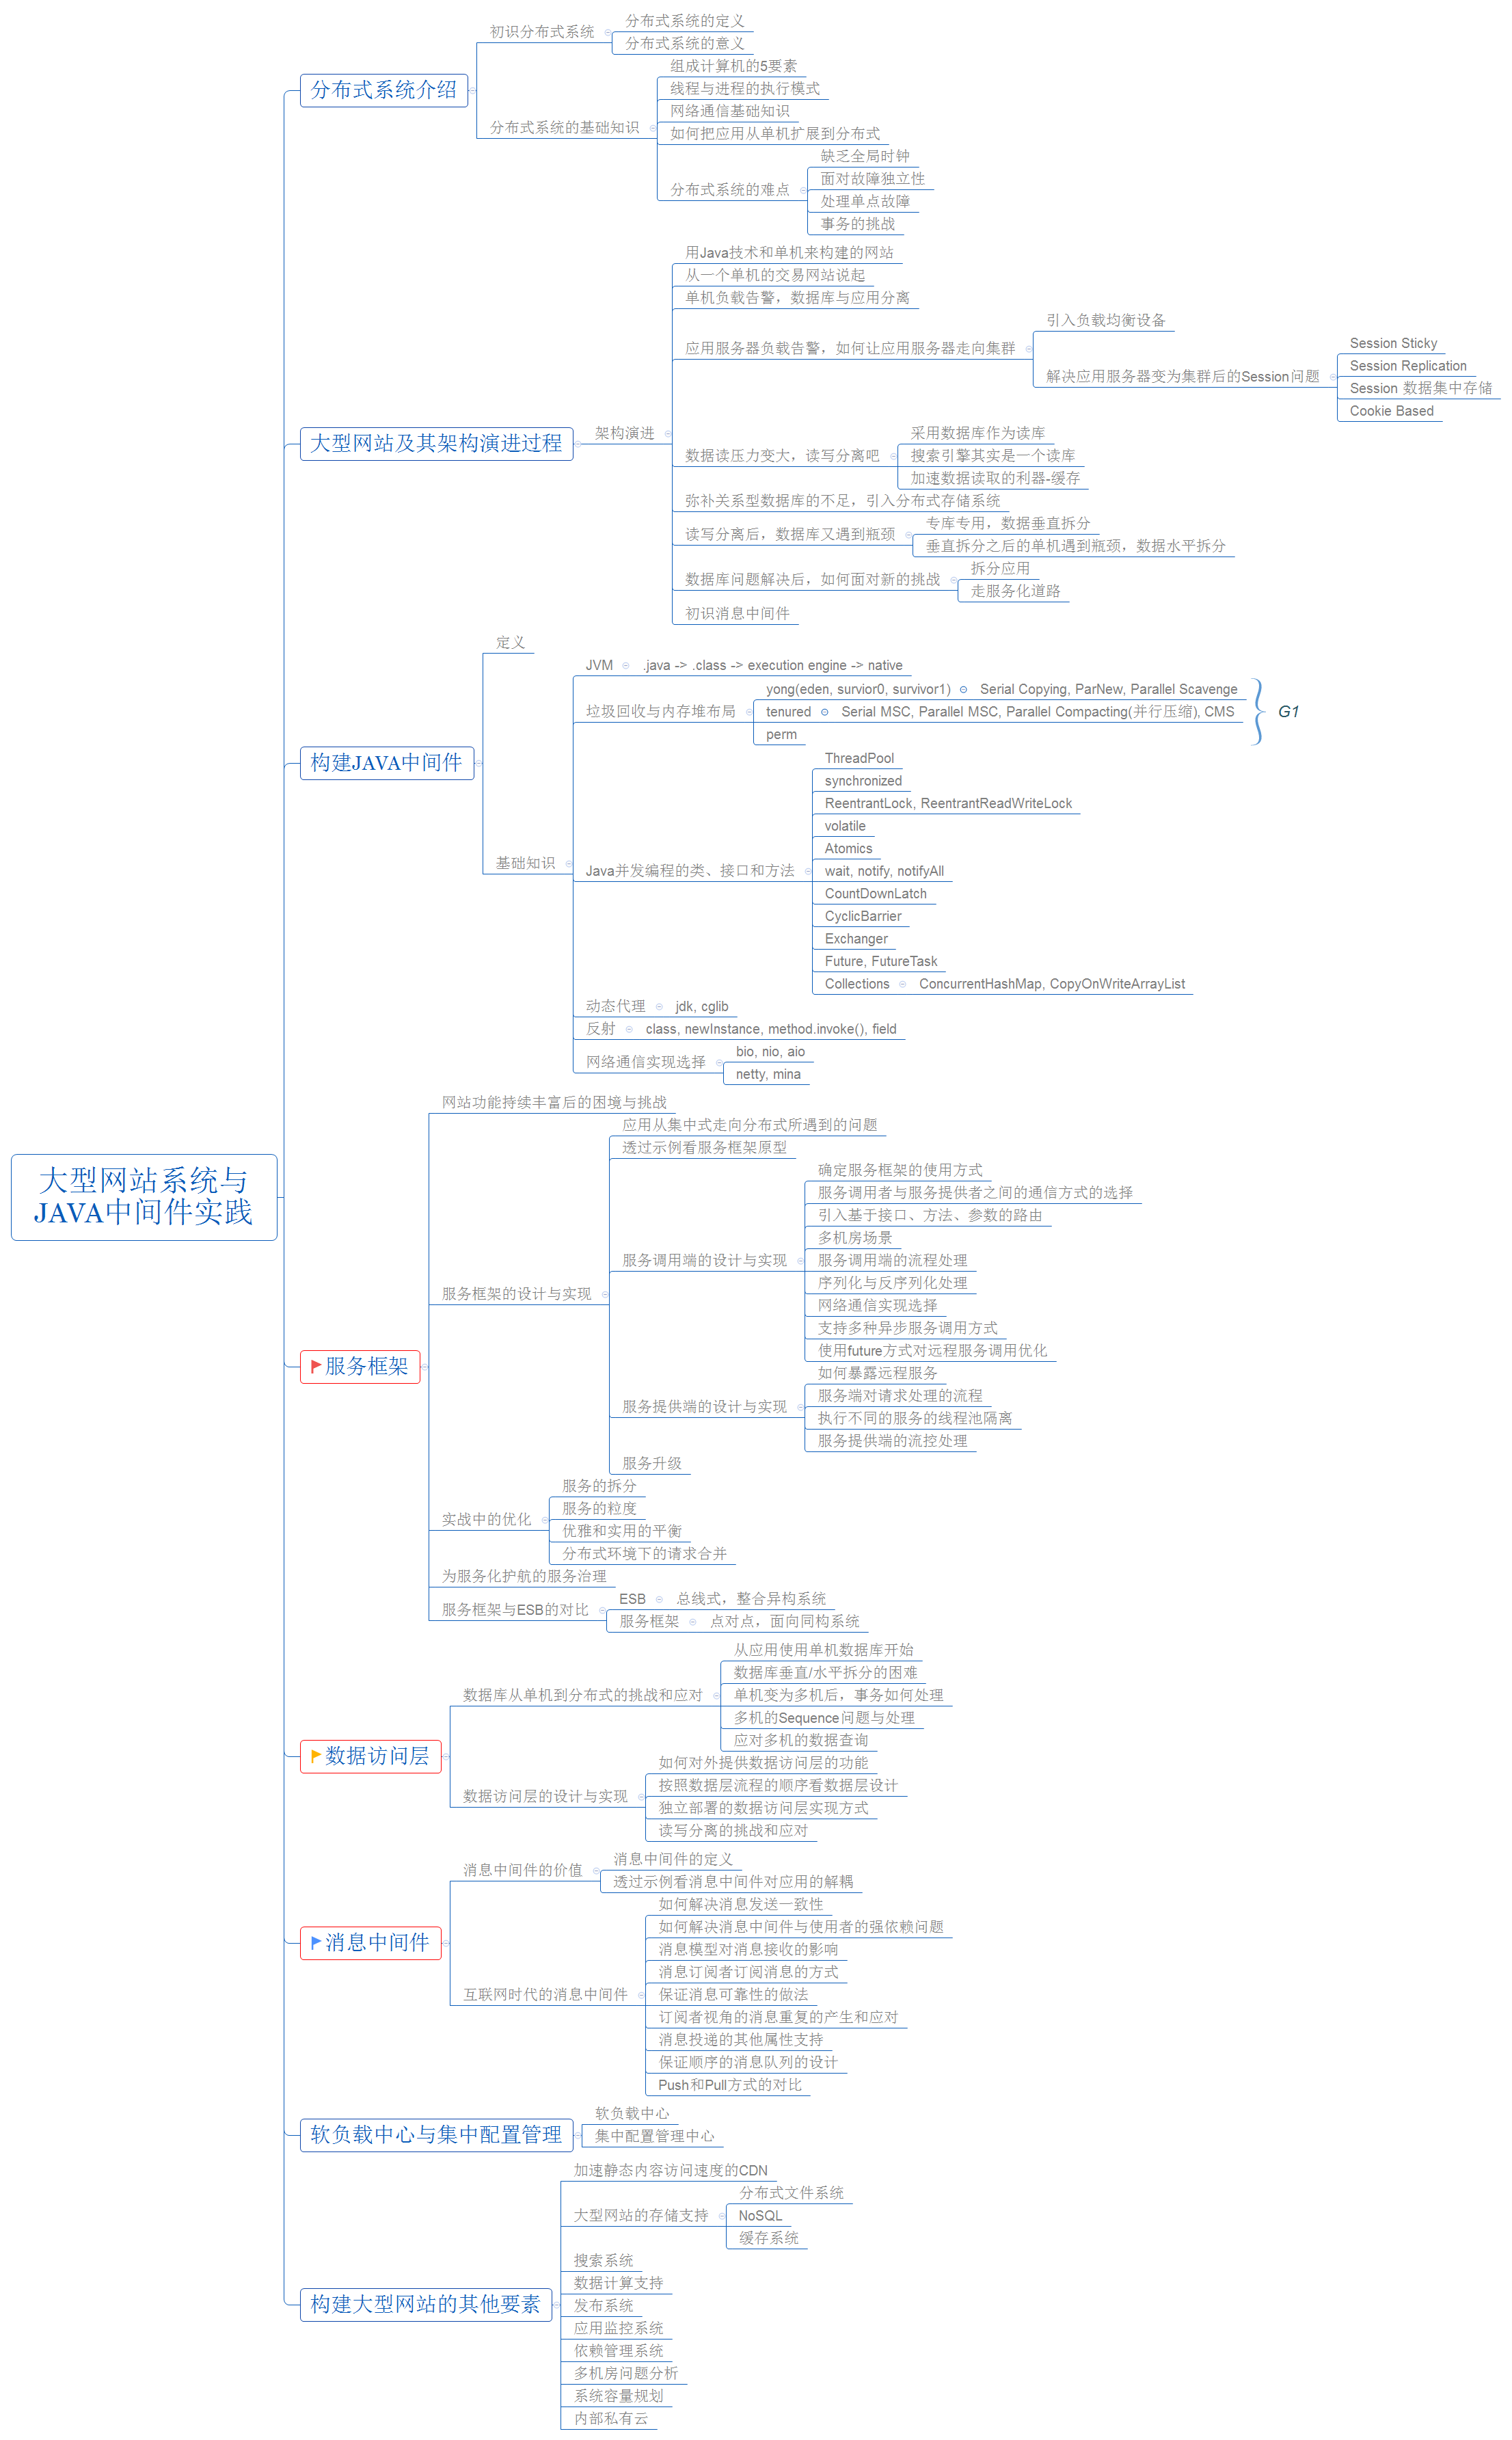 大型网站系统与
JAVA中间件实践
分布式系统介绍
初识分布式系统
分布式系统的定义
分布式系统的意义
分布式系统的基础知识
组成计算机的5要素
线程与进程的执行模式
网络通信基础知识
如何把应用从单机扩展到分布式
分布式系统的难点
缺乏全局时钟
面对故障独立性
处理单点故障
事务的挑战
大型网站及其架构演进过程
架构演进
用Java技术和单机来构建的网站
从一个单机的交易网站说起
单机负载告警，数据库与应用分离
应用服务器负载告警，如何让应用服务器走向集群
引入负载均衡设备
解决应用服务器变为集群后的Session问题
Session Sticky
Session Replication
Session 数据集中存储
Cookie Based
数据读压力变大，读写分离吧
采用数据库作为读库
搜索引擎其实是一个读库
加速数据读取的利器-缓存
弥补关系型数据库的不足，引入分布式存储系统
读写分离后，数据库又遇到瓶颈
专库专用，数据垂直拆分
垂直拆分之后的单机遇到瓶颈，数据水平拆分
数据库问题解决后，如何面对新的挑战
拆分应用
走服务化道路
初识消息中间件
构建JAVA中间件
定义
基础知识
JVM
.java -> .class -> execution engine -> native
垃圾回收与内存堆布局
yong(eden, survior0, survivor1)
Serial Copying, ParNew, Parallel Scavenge
tenured
Serial MSC, Parallel MSC, Parallel Compacting(并行压缩), CMS
perm
G1
Java并发编程的类、接口和方法
ThreadPool
synchronized
ReentrantLock, ReentrantReadWriteLock
volatile
Atomics
wait, notify, notifyAll
CountDownLatch
CyclicBarrier
Exchanger
Future, FutureTask
Collections
ConcurrentHashMap, CopyOnWriteArrayList
动态代理
jdk, cglib
反射
class, newInstance, method.invoke(), field
网络通信实现选择
bio, nio, aio
netty, mina
服务框架
网站功能持续丰富后的困境与挑战
服务框架的设计与实现
应用从集中式走向分布式所遇到的问题
透过示例看服务框架原型
服务调用端的设计与实现
确定服务框架的使用方式
服务调用者与服务提供者之间的通信方式的选择
引入基于接口、方法、参数的路由
多机房场景
服务调用端的流程处理
序列化与反序列化处理
网络通信实现选择
支持多种异步服务调用方式
使用future方式对远程服务调用优化
服务提供端的设计与实现
如何暴露远程服务
服务端对请求处理的流程
执行不同的服务的线程池隔离
服务提供端的流控处理
服务升级
实战中的优化
服务的拆分
服务的粒度
优雅和实用的平衡
分布式环境下的请求合并
为服务化护航的服务治理
服务框架与ESB的对比
ESB
总线式，整合异构系统
服务框架
点对点，面向同构系统
数据访问层
数据库从单机到分布式的挑战和应对
从应用使用单机数据库开始
数据库垂直/水平拆分的困难
单机变为多机后，事务如何处理
多机的Sequence问题与处理
应对多机的数据查询
数据访问层的设计与实现
如何对外提供数据访问层的功能
按照数据层流程的顺序看数据层设计
独立部署的数据访问层实现方式
读写分离的挑战和应对
消息中间件
消息中间件的价值
消息中间件的定义
透过示例看消息中间件对应用的解耦
互联网时代的消息中间件
如何解决消息发送一致性
如何解决消息中间件与使用者的强依赖问题
消息模型对消息接收的影响
消息订阅者订阅消息的方式
保证消息可靠性的做法
订阅者视角的消息重复的产生和应对
消息投递的其他属性支持
保证顺序的消息队列的设计
Push和Pull方式的对比
软负载中心与集中配置管理
软负载中心
集中配置管理中心
构建大型网站的其他要素
加速静态内容访问速度的CDN
大型网站的存储支持
分布式文件系统
NoSQL
缓存系统
搜索系统
数据计算支持
发布系统
应用监控系统
依赖管理系统
多机房问题分析
系统容量规划
内部私有云